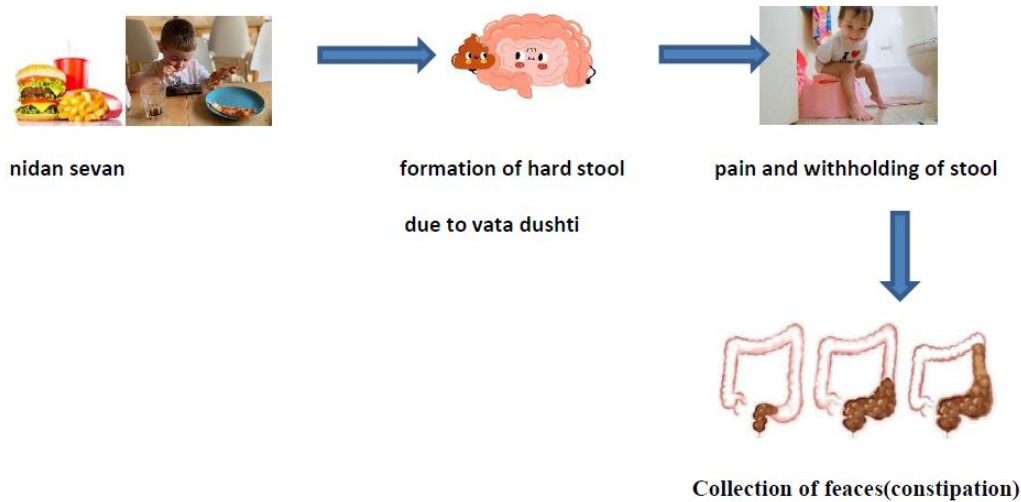 nidan sevan
formation of hard stool
due to vata dushti
pain and withholding of stool
Collection of feaces(constipation)